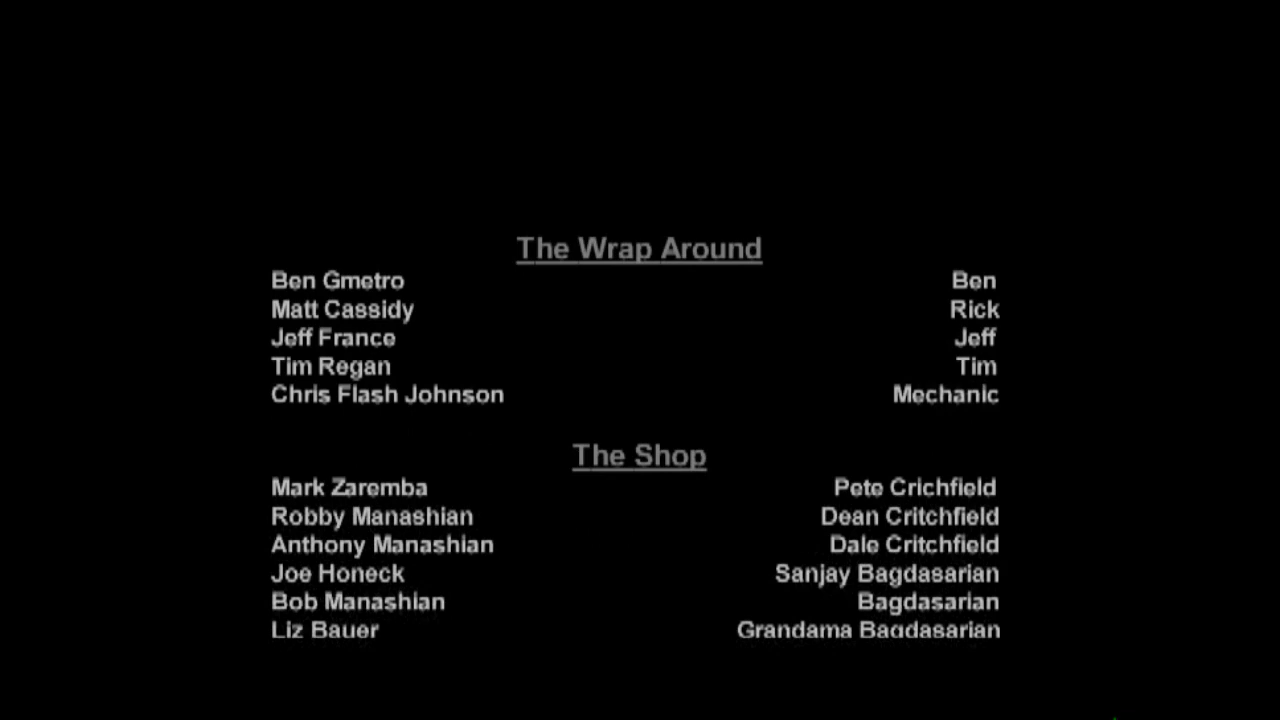 The Wrap Around
Ben Gmetro Ben
Matt Cassidy Rick
Jeff France Jeff
Tim Regan Tim
Chris Flash Johnson Mechanic
The Shop
Mark Zaremba Pete Crichfield
Robby Manashian Dean Critchfield
Anthony Manashian Dale Critchfield
Joe Honeck Sanjay Bagdasarian
Bob Manashian Bagdasarian
Liz Bauer Grandama Bagdasarian